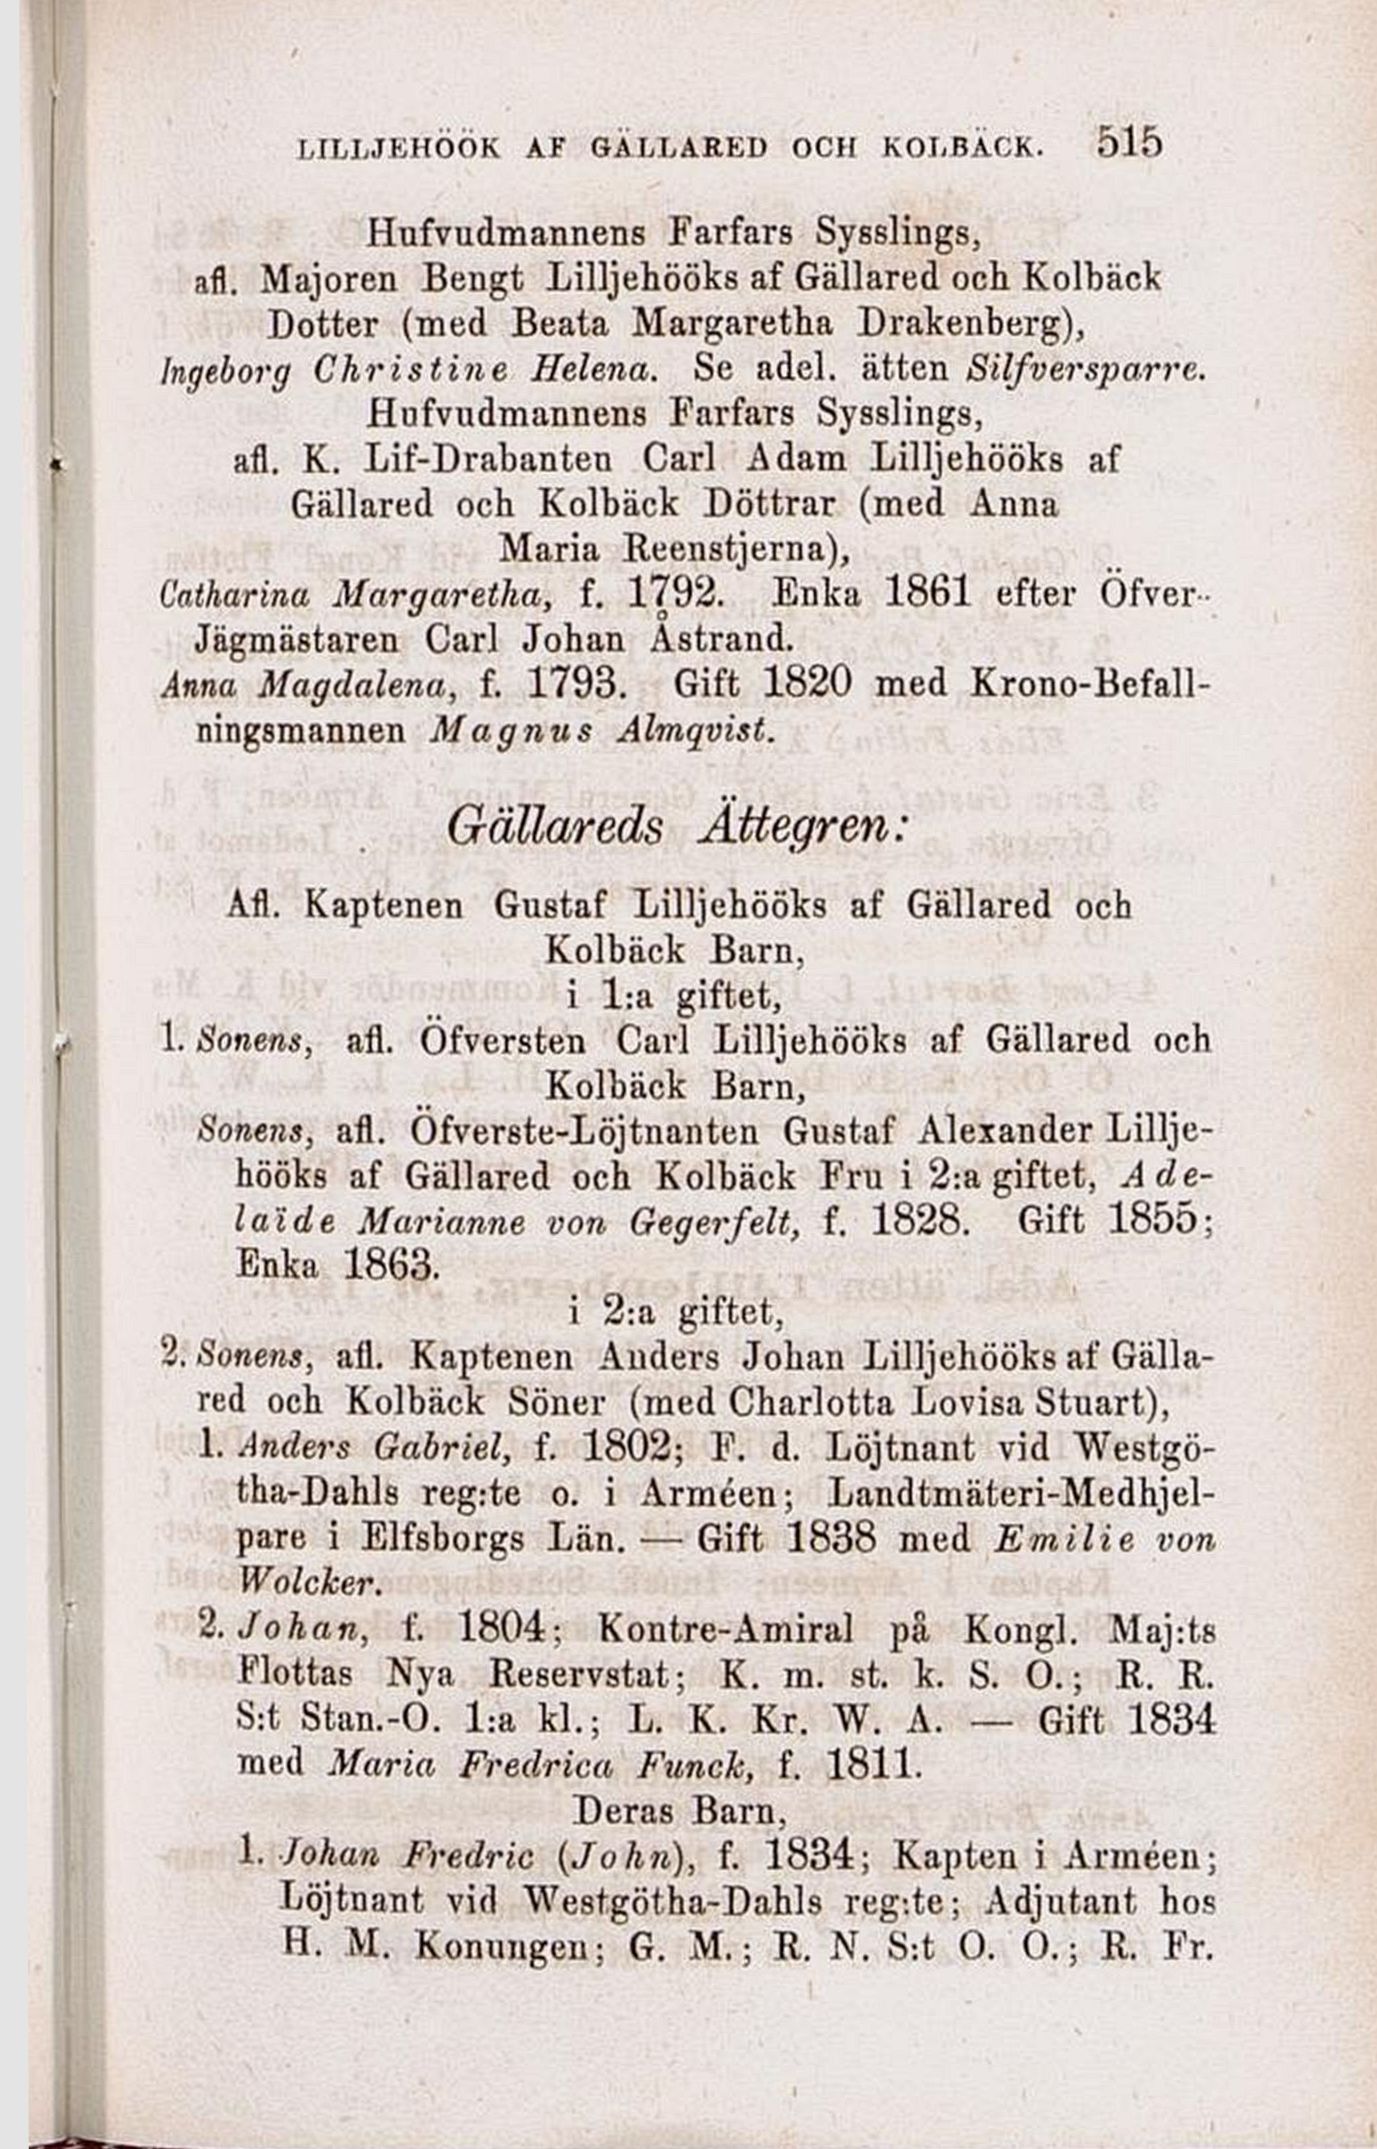 LILLJEHÖÖK AF GÄLLARED OCH KOLBÄCK. 515
Hufvudmannens Farfars Sysslings,
afl. Majoren Bengt Lilljehööks af Gällared och Kolbäck
Dotter (med Beata Margaretha Drakenberg),
Ingeborg Christine Helena. Se adel. ätten Silfversparre.
Hufvudmannens Farfars Sysslings,
afl. K. Lif-Drabanten Carl Adam Lilljehööks af
Gällared och Kolbäck Döttrar (med Anna
Maria Reenstjerna),
Catharina Margaretha, f. 1792. Enka 1861 efter Öfver-
Jägmästaren Carl Johan Åstrand.
Anna Magdalena, f. 1793. Gift 1820 med Krono-Befall-
ningsmannen Magnus Almqvist.
Gällareds Ättegren:
Afl. Kaptenen Gustaf Lilljehööks af Gällared och
Kolbäck Barn,
i 1:a giftet,
1. Sonens, afl. Öfversten Carl Lilljehööks af Gällared och
Kolbäck Barn,
Sonens, afl. Öfverste-Löjtnanten Gustaf Alexander Lillje-
hööks af Gällared och Kolbäck Fru i 2:a giftet, Ade-
laïde Marianne von Gegerfelt, f. 1828. Gift 1855;
Enka 1863.
i 2:a giftet,
2. Sonens, afl. Kaptenen Anders Johan Lilljehööks af Gälla-
red och Kolbäck Söner (med Charlotta Lovisa Stuart),
1. Anders Gabriel, f. 1802; F. d. Löjtnant vid Westgö-
tha-Dahls reg:te o. i Arméen; Landtmäteri-Medhjel-
pare i Elfsborgs Län. — Gift 1838 med Emilie von
Wolcker.
2. Johan, f. 1804; Kontre-Amiral på Kongl. Maj:ts
Flottas Nya Reservstat; K. m. st. k. S. O.; R. R.
S:t Stan.-O. 1:a kl.; L. K. Kr. W. A. — Gift 1834
med Maria Fredrica Funck, f. 1811.
Deras Barn,
1. Johan Fredric (John), f. 1834; Kapten i Arméen;
Löjtnant vid Westgötha-Dahls reg:te; Adjutant hos
H. M. Konungen; G. M.; R. N. S:t O. O.; R. Fr.